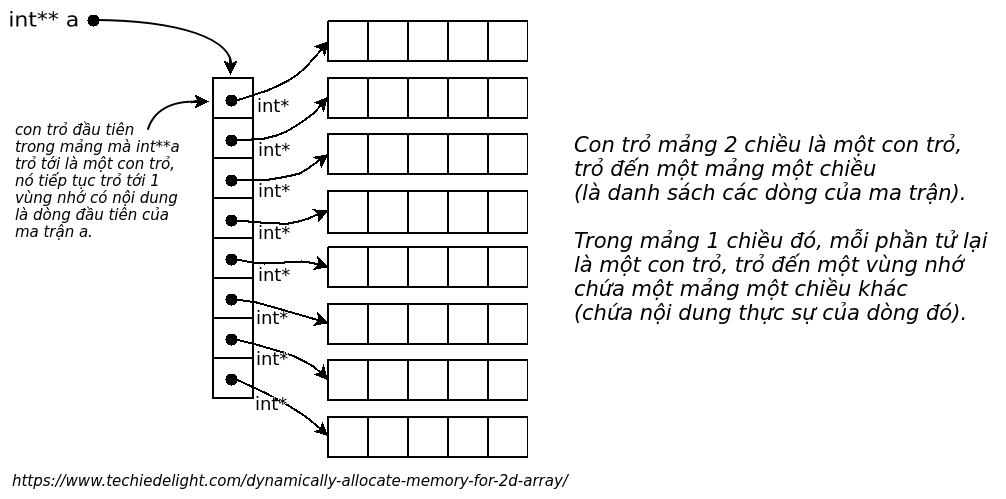 int** a
int*
con trỏ đầu tiên
trong mảng mà int**a
trỏ tới là một con trỏ,
nó tiếp tục trỏ tới 1
vùng nhớ có nội dung
là dòng đầu tiên của
ma trận a.
int*
int*
int*
int*
int*
int*
int*
Con trỏ mảng 2 chiều là một con trỏ,
trỏ đến một mảng một chiều
(là danh sách các dòng của ma trận).
Trong mảng 1 chiều đó, mỗi phần tử lại
là một con trỏ, trỏ đến một vùng nhớ
chứa một mảng một chiều khác
(chứa nội dung thực sự của dòng đó).
https://www.techiedelight.com/dynamically-allocate-memory-for-2d-array/